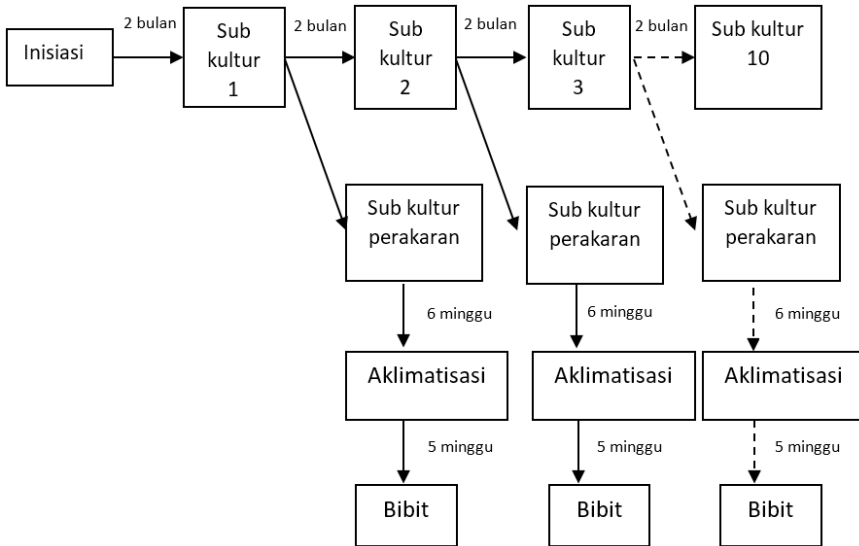 2 bulan
2 bulan
2 bulan
2 bulan
Inisiasi
Sub
kultur
1
Sub
kultur
2
Sub
kultur
3
Sub kultur
10
Sub kultur
perakaran
Sub kultur
perakaran
Sub kultur
perakaran
6 minggu
6 minggu
6 minggu
Aklimatisasi
Aklimatisasi
Aklimatisasi
5 minggu
5 minggu
5 minggu
Bibit
Bibit
Bibit